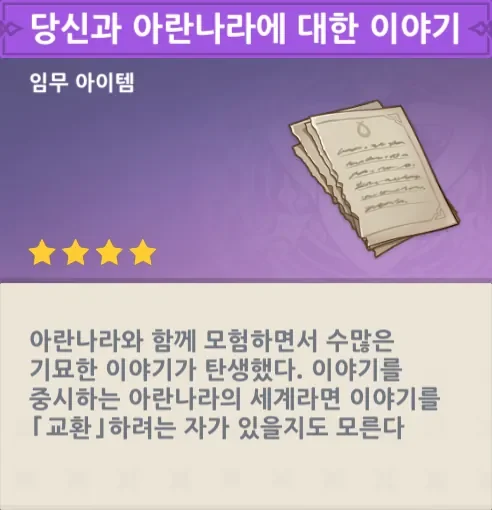 당신과 아란나라에 대한 이야기
임무 아이템
아란나라와 함께 모험하면서 수많은
기묘한 이야기가 탄생했다. 이야기를
중시하는 아란나라의 세계라면 이야기를
「교환」하려는 자가 있을지도 모른다